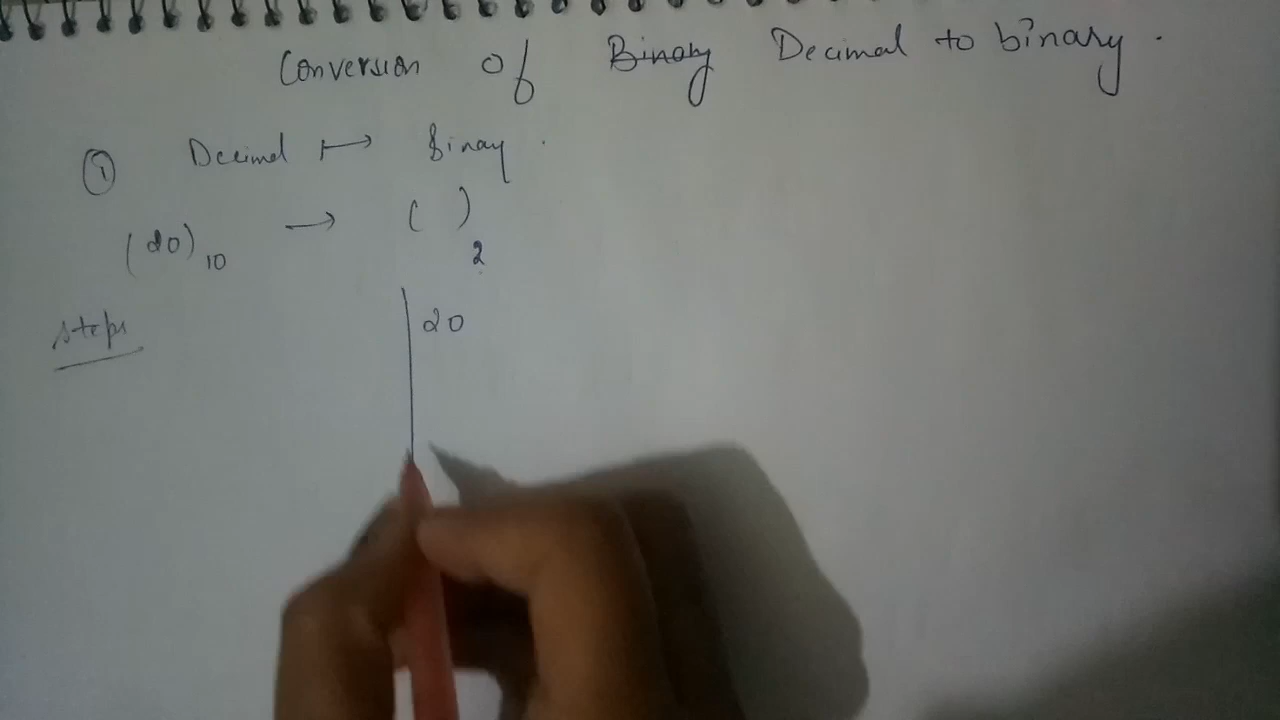 Conversion of Binary Decimal to binary.
① Decimal ↦ Binary.
(20)10 → ( )2
steps
20